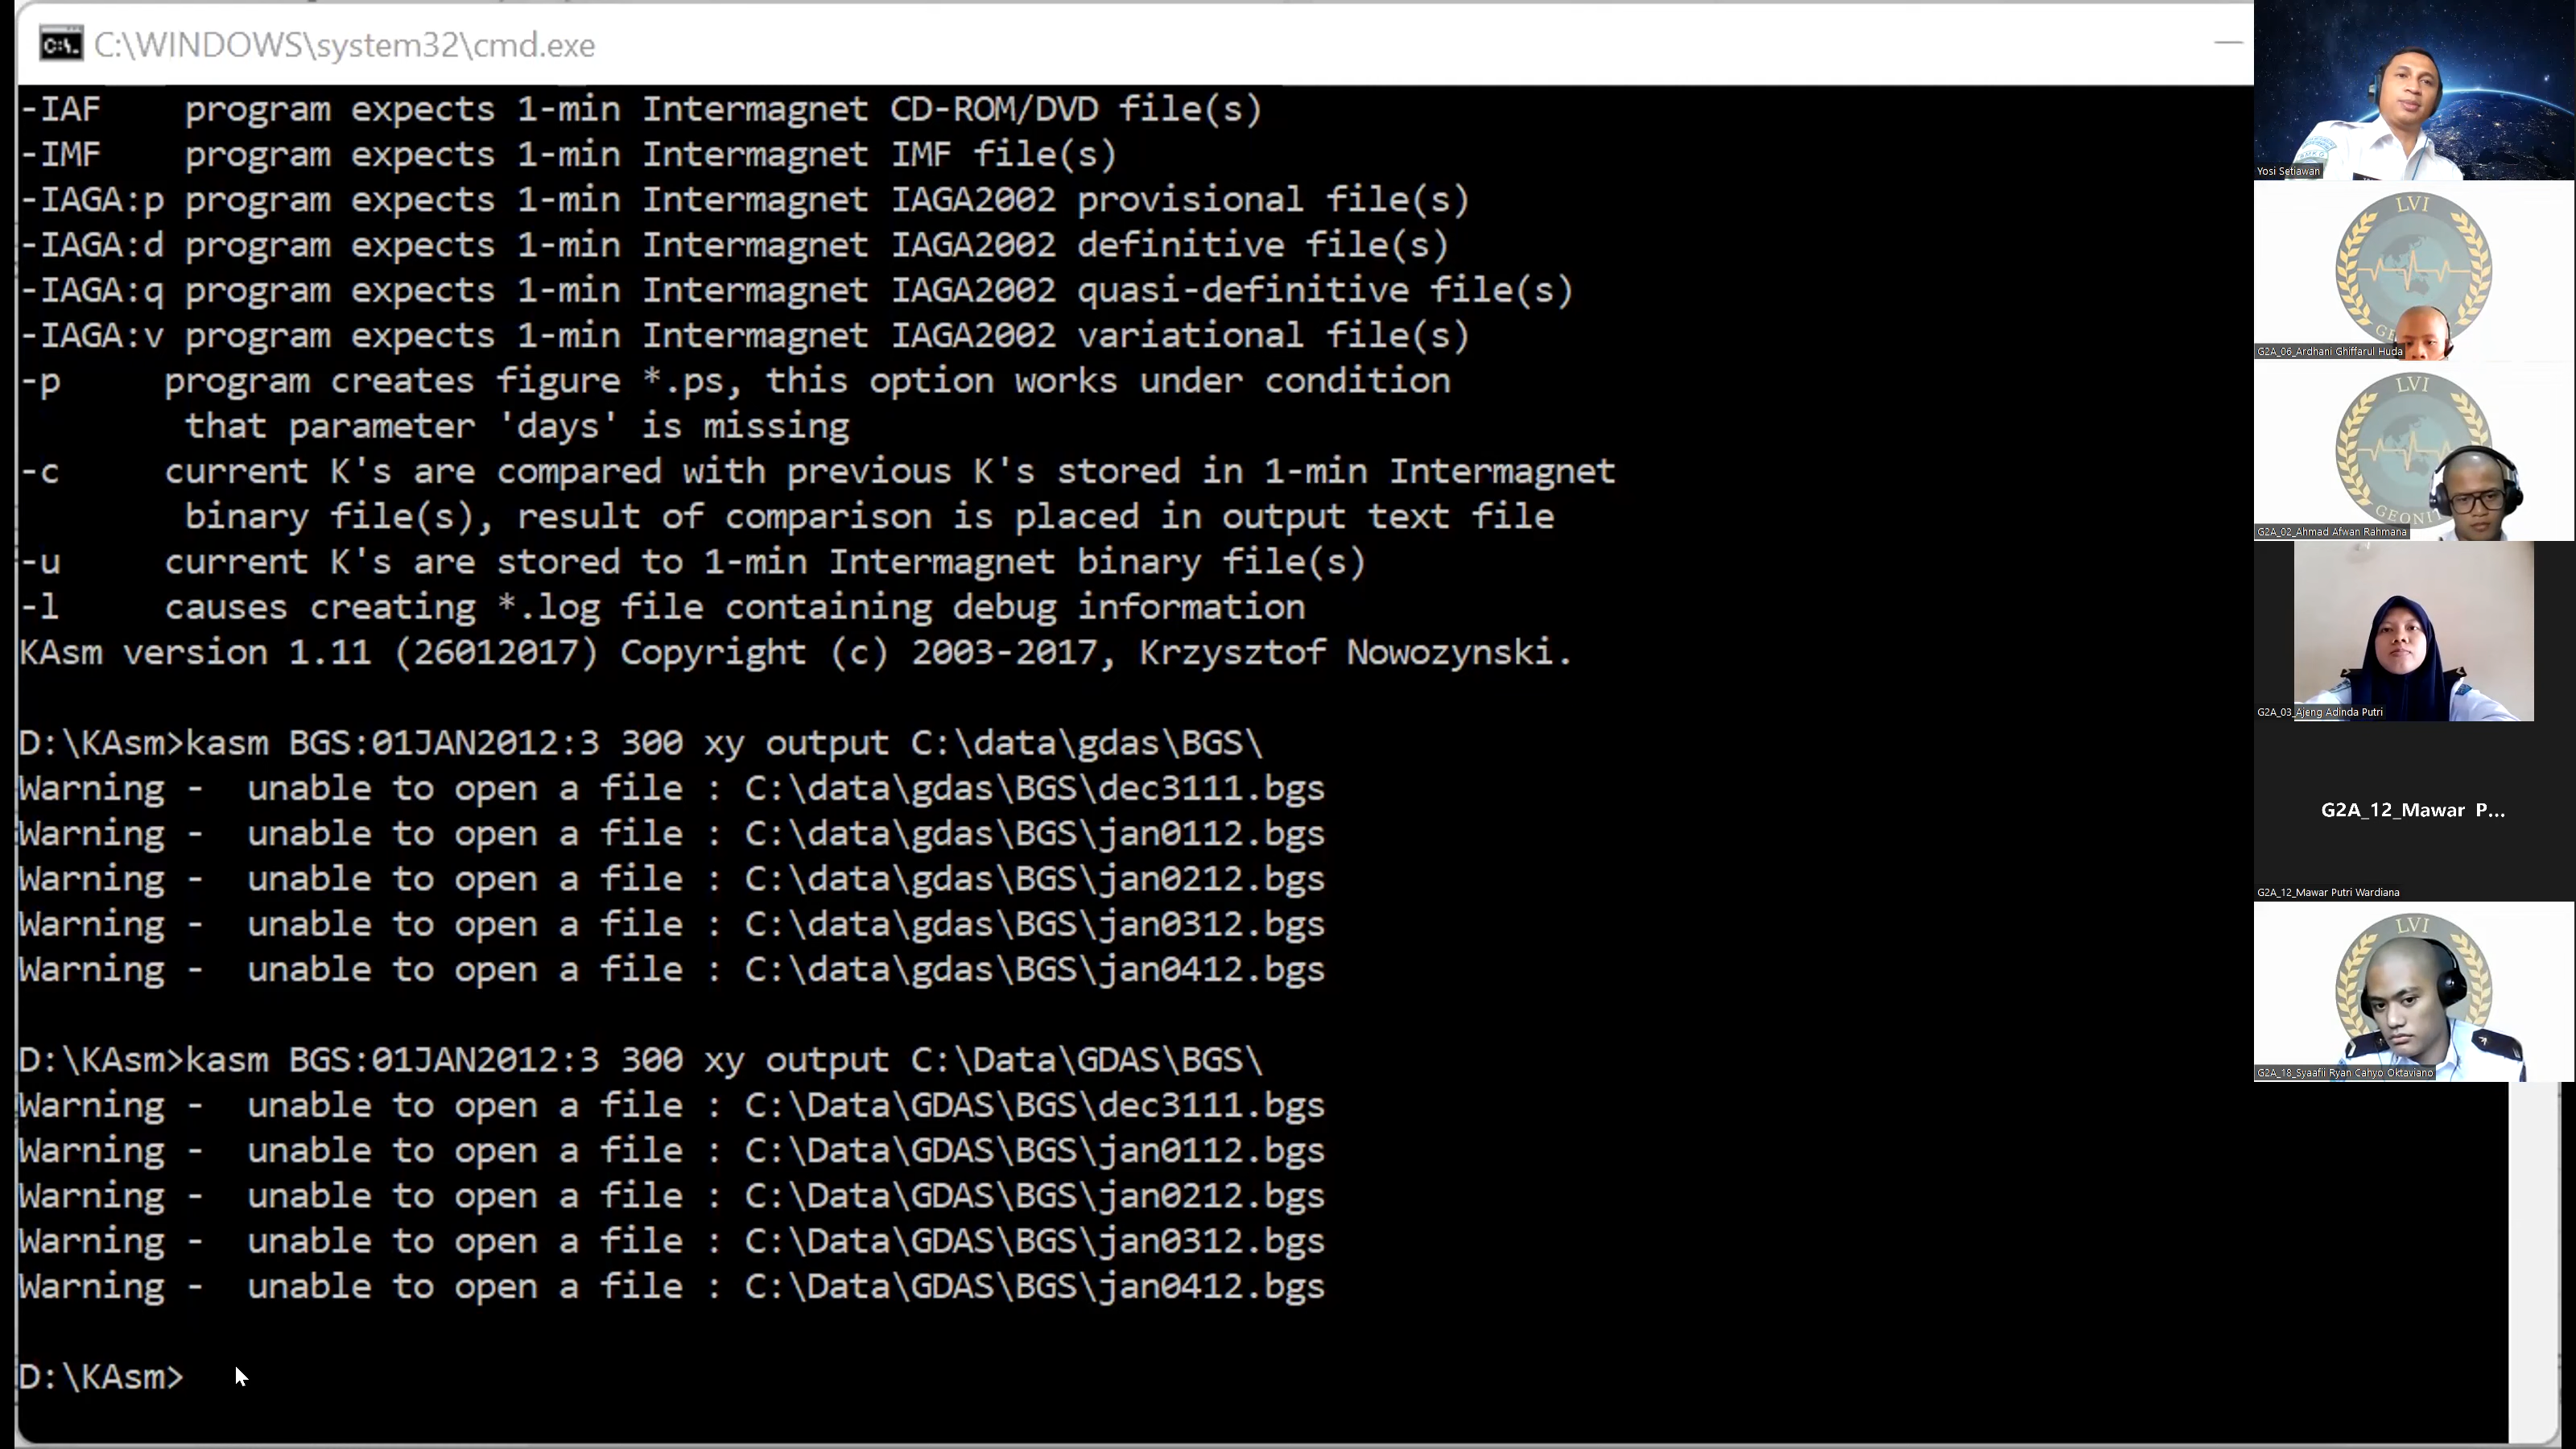 C:\WINDOWS\system32\cmd.exe
-IAF    program expects 1-min Intermagnet CD-ROM/DVD file(s)
-IMF    program expects 1-min Intermagnet IMF file(s)
-IAGA:p program expects 1-min Intermagnet IAGA2002 provisional file(s)
-IAGA:d program expects 1-min Intermagnet IAGA2002 definitive file(s)
-IAGA:q program expects 1-min Intermagnet IAGA2002 quasi-definitive file(s)
-IAGA:v program expects 1-min Intermagnet IAGA2002 variational file(s)
-p     program creates figure *.ps, this option works under condition
        that parameter 'days' is missing
-c     current K's are compared with previous K's stored in 1-min Intermagnet
        binary file(s), result of comparison is placed in output text file
-u     current K's are stored to 1-min Intermagnet binary file(s)
-l     causes creating *.log file containing debug information
KAsm version 1.11 (26012017) Copyright (c) 2003-2017, Krzysztof Nowozynski.
D:\KAsm>kasm BGS:01JAN2012:3 300 xy output C:\data\gdas\BGS\
Warning -  unable to open a file : C:\data\gdas\BGS\dec3111.bgs
Warning -  unable to open a file : C:\data\gdas\BGS\jan0112.bgs
Warning -  unable to open a file : C:\data\gdas\BGS\jan0212.bgs
Warning -  unable to open a file : C:\data\gdas\BGS\jan0312.bgs
Warning -  unable to open a file : C:\data\gdas\BGS\jan0412.bgs
D:\KAsm>kasm BGS:01JAN2012:3 300 xy output C:\Data\GDAS\BGS\
Warning -  unable to open a file : C:\Data\GDAS\BGS\dec3111.bgs
Warning -  unable to open a file : C:\Data\GDAS\BGS\jan0112.bgs
Warning -  unable to open a file : C:\Data\GDAS\BGS\jan0212.bgs
Warning -  unable to open a file : C:\Data\GDAS\BGS\jan0312.bgs
Warning -  unable to open a file : C:\Data\GDAS\BGS\jan0412.bgs
D:\KAsm>
Yosi Setiawan
LVI
G2A_06_Ardhani Ghiffarul Huda
LVI
G2A_02_Ahmad Afwan Rahmana
G2A_03_Ajeng Adinda Putri
G2A_12_Mawar P...
G2A_12_Mawar Putri Wardiana
LVI
G2A_18_Syaafii Ryan Cahyo Oktaviano